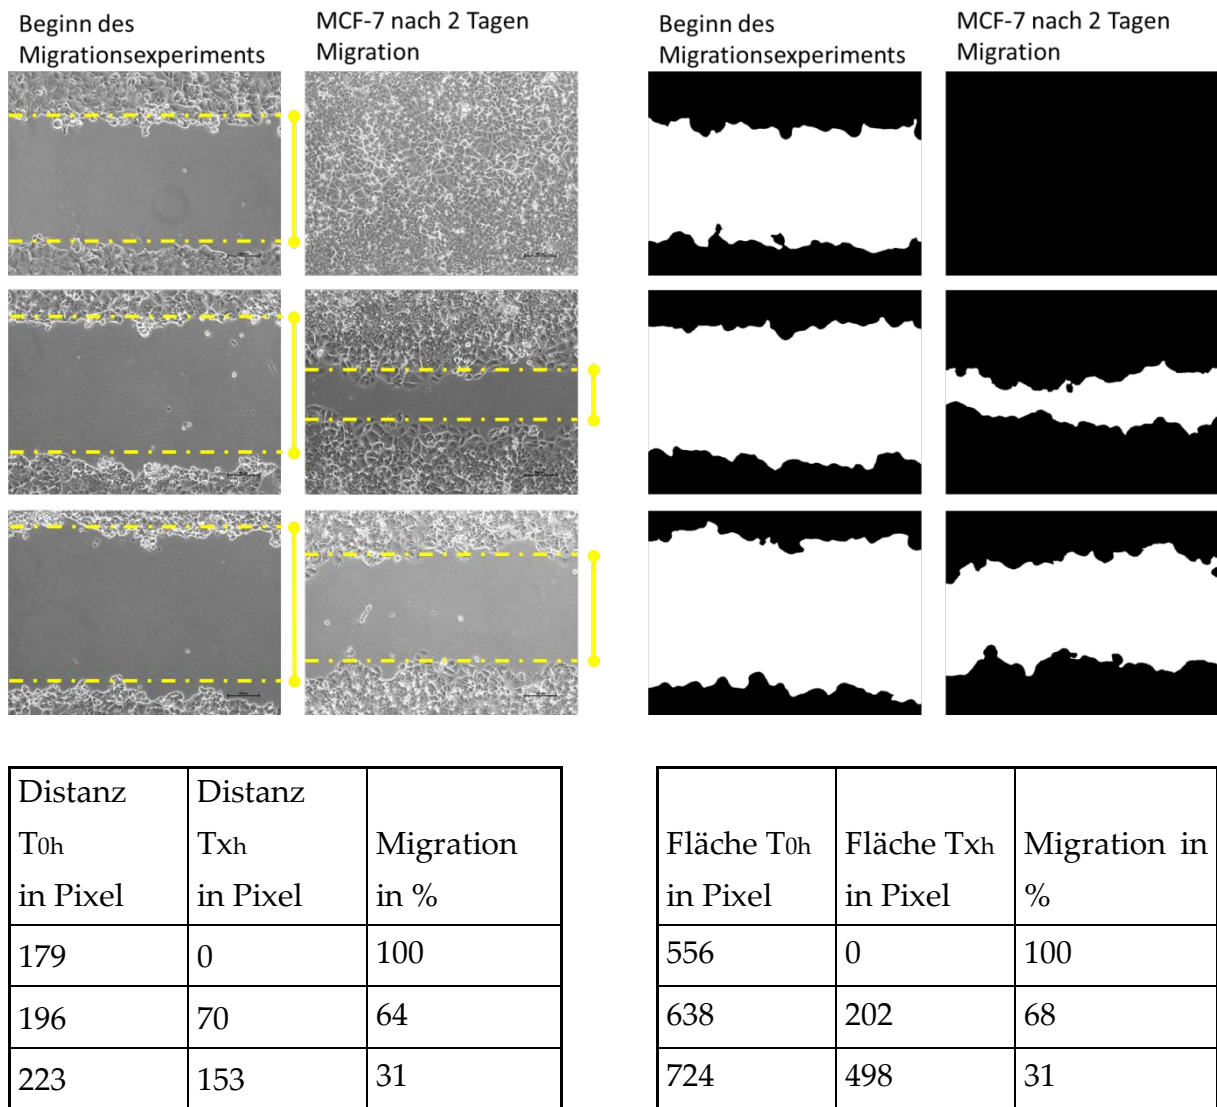 Beginn des
Migrationsexperiments
MCF-7 nach 2 Tagen
Migration
Beginn des
Migrationsexperiments
MCF-7 nach 2 Tagen
Migration
Distanz
T0h
in Pixel
Distanz
Txh
in Pixel
Migration
in %
179
0
100
196
70
64
223
153
31
Fläche T0h
in Pixel
Fläche Txh
in Pixel
Migration in
%
556
0
100
638
202
68
724
498
31